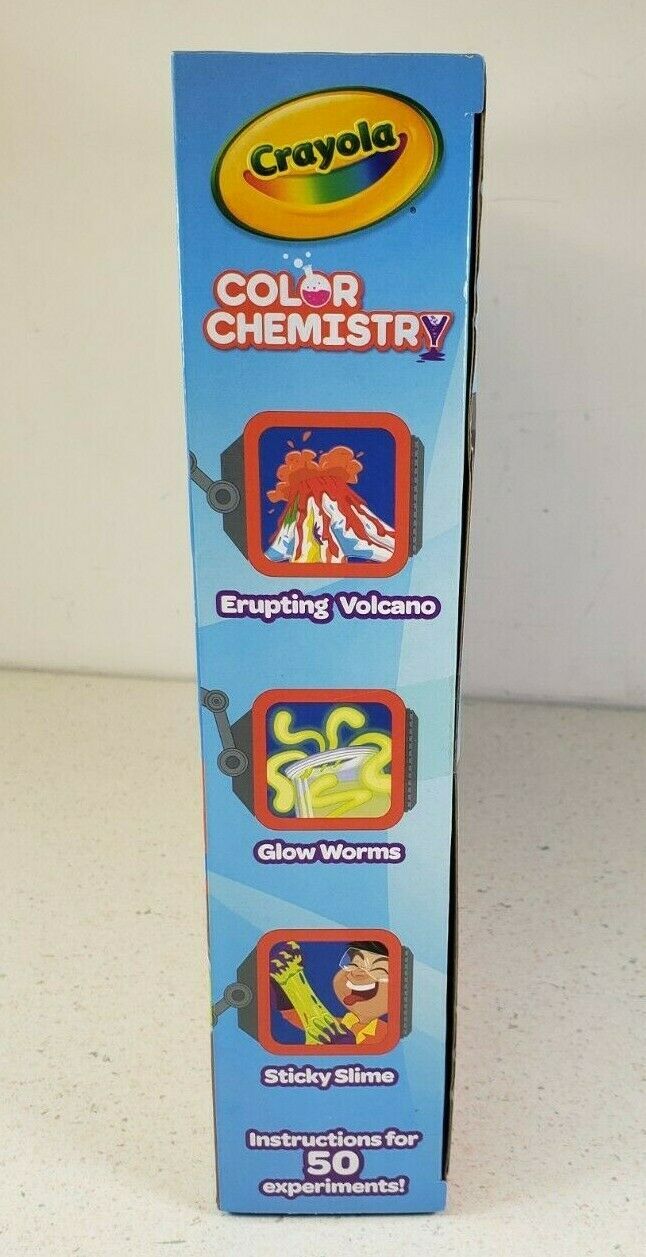 Crayola
®
COLOR
CHEMISTRY
Erupting Volcano
Glow Worms
Sticky Slime
Instructions for
50
experiments!